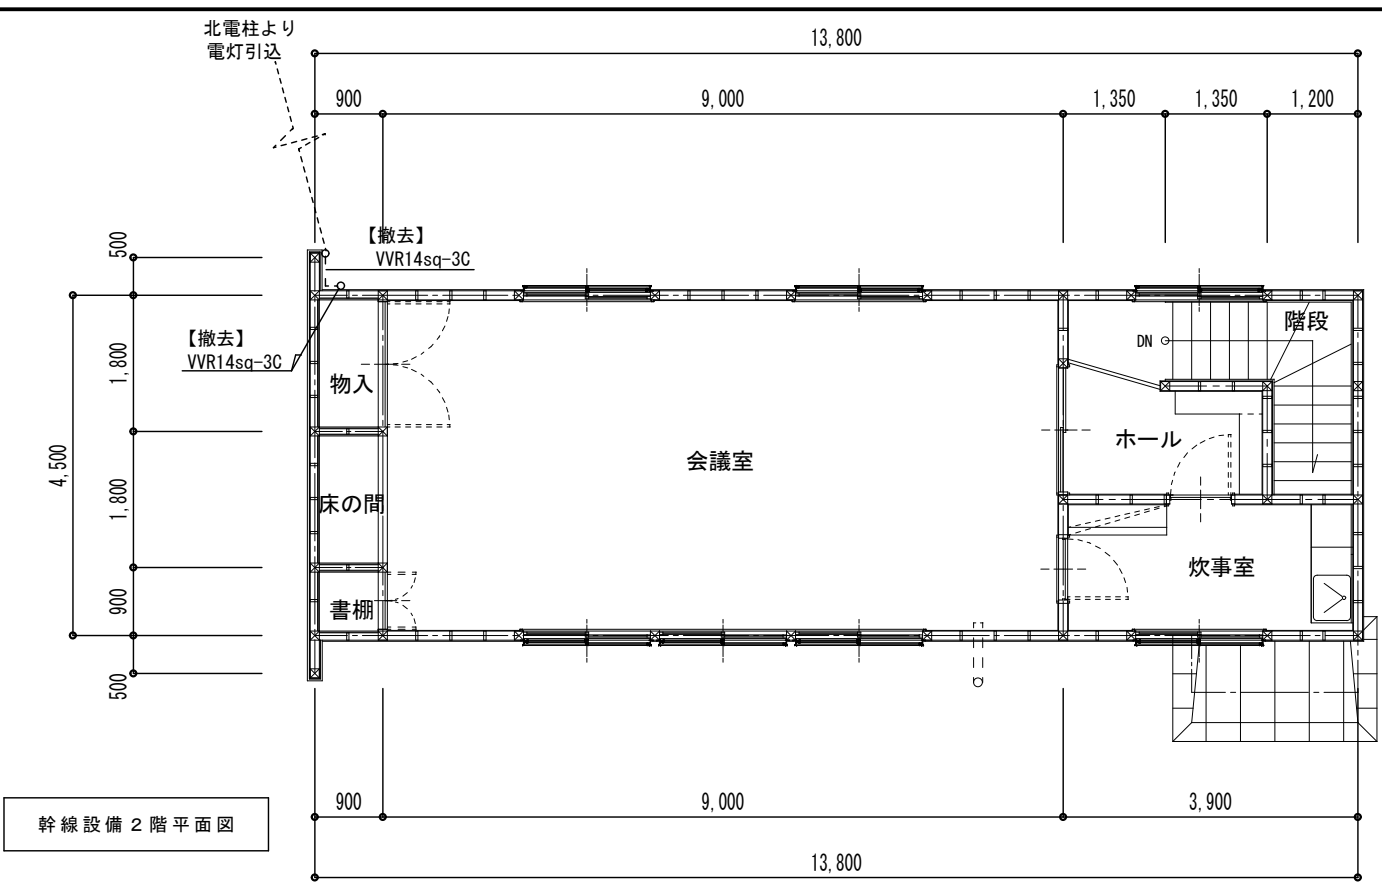 北電柱より
電灯引込
13,800
900
9,000
1,350
1,350
1,200
500
【撤去】
VVR14sq-3C
【撤去】
VVR14sq-3C
4,500
1,800
1,800
900
500
物入
床の間
書棚
会議室
DN
階段
ホール
炊事室
900
9,000
3,900
13,800
幹線設備2階平面図